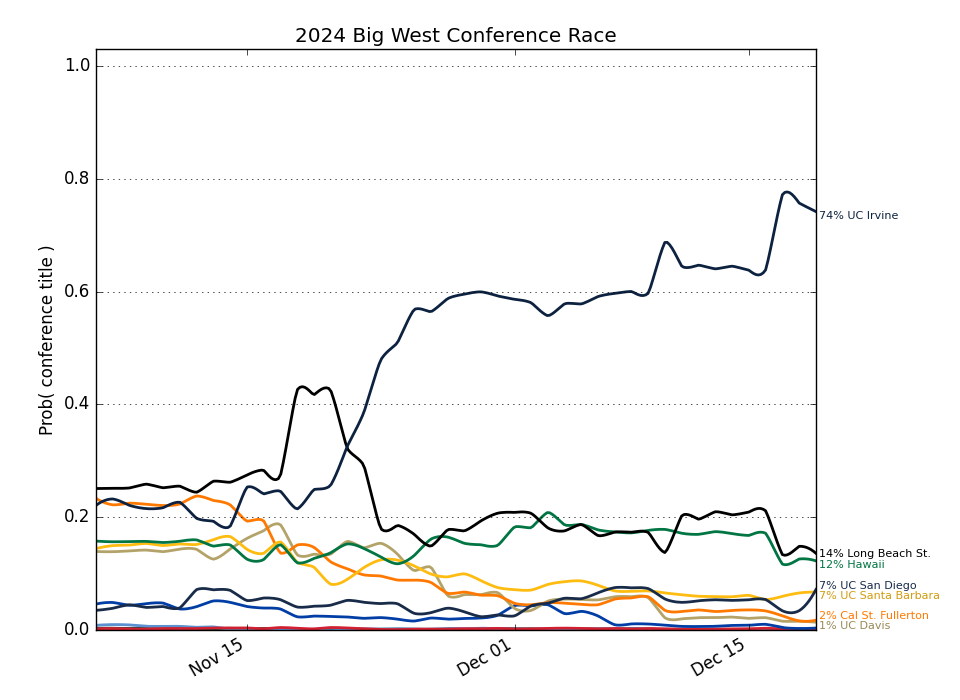 2024 Big West Conference Race
Prob( conference title )
1.0
0.8
0.6
0.4
0.2
0.0
Nov 15
Dec 01
Dec 15
74% UC Irvine
14% Long Beach St.
12% Hawaii
7% UC San Diego
7% UC Santa Barbara
2% Cal St. Fullerton
1% UC Davis